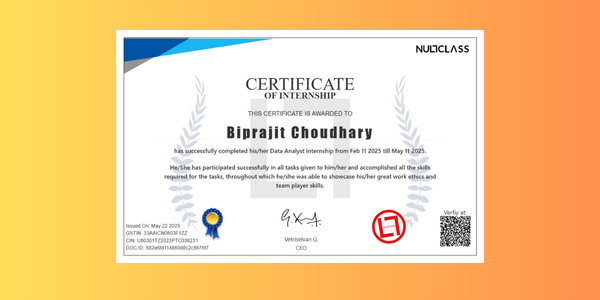 NULLCLASS
CERTIFICATE
OF INTERNSHIP
THIS CERTIFICATE IS AWARDED TO
Biprajit Choudhary
has successfully completed his/her Data Analyst internship from Feb 11 2025 till May 11 2025.
He/She has participated successfully in all tasks given to him/her and accomplished all the skills
required for the tasks, throughout which he/she was able to showcase his/her great work ethics and
team player skills.
Issued On: May 22 2025
GSTIN: 33AAICN0803F1ZZ
CIN: U80301TZ2022PTC038231
DOC ID:
Vetriselvan G.
CEO
Verfiy at: